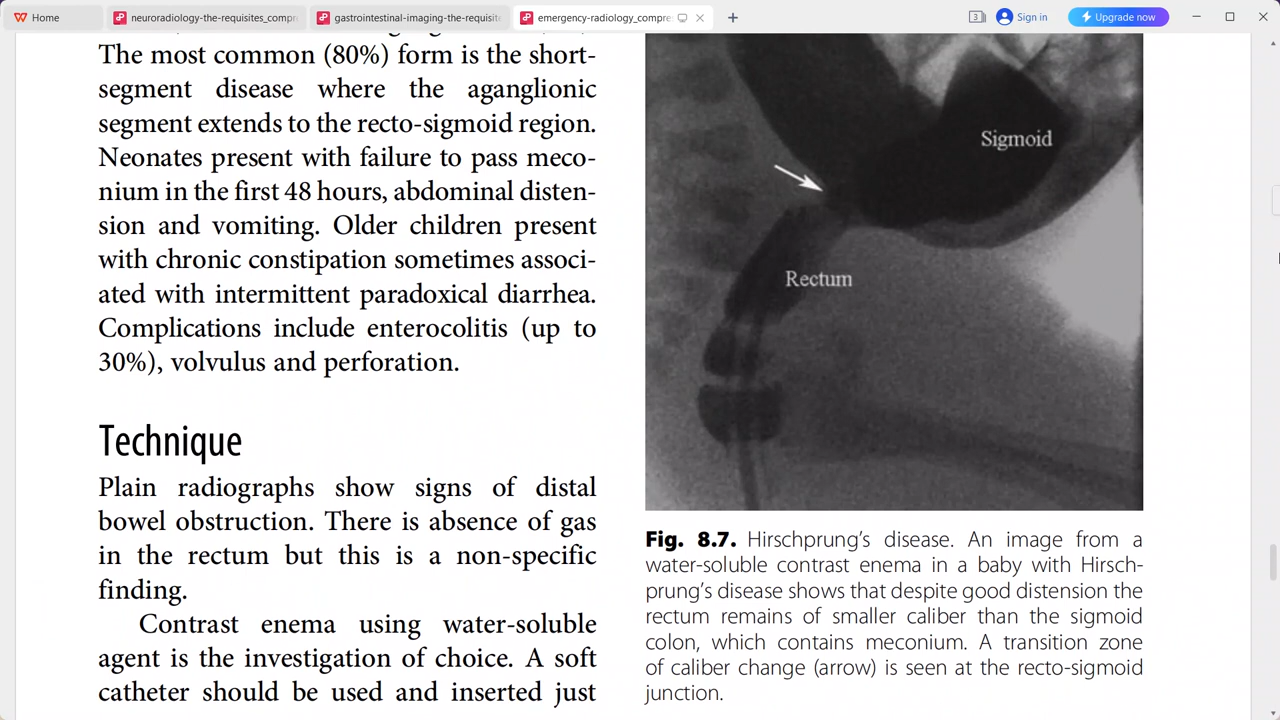 Home
neuroradiology-the-requisites_compre
gastrointestinal-imaging-the-requisite
emergency-radiology_compre
3
Sign in
Upgrade now
The most common (80%) form is the short-
segment disease where the aganglionic
segment extends to the recto-sigmoid region.
Neonates present with failure to pass meco-
nium in the first 48 hours, abdominal disten-
sion and vomiting. Older children present
with chronic constipation sometimes associ-
ated with intermittent paradoxical diarrhea.
Complications include enterocolitis (up to
30%), volvulus and perforation.
Technique
Plain radiographs show signs of distal
bowel obstruction. There is absence of gas
in the rectum but this is a non-specific
finding.
Contrast enema using water-soluble
agent is the investigation of choice. A soft
catheter should be used and inserted just
Sigmoid
Rectum
Fig. 8.7. Hirschprung’s disease. An image from a
water-soluble contrast enema in a baby with Hirsch-
prung’s disease shows that despite good distension the
rectum remains of smaller caliber than the sigmoid
colon, which contains meconium. A transition zone
of caliber change (arrow) is seen at the recto-sigmoid
junction.